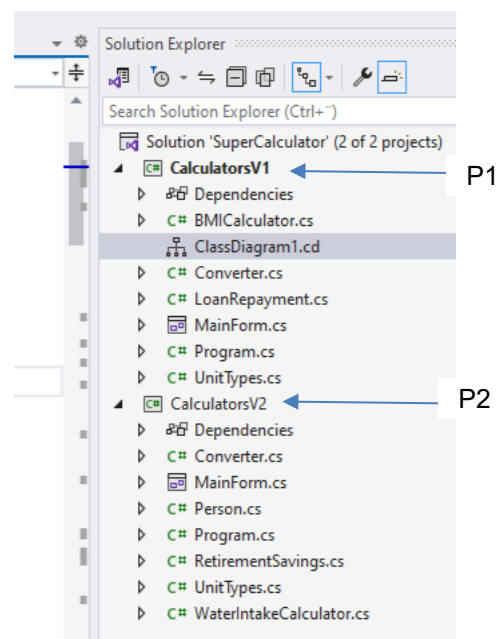 Solution Explorer
Search Solution Explorer (Ctrl+¨)
Solution 'SuperCalculator' (2 of 2 projects)
C# CalculatorsV1
P1
Dependencies
C# BMICalculator.cs
ClassDiagram1.cd
C# Converter.cs
C# LoanRepayment.cs
MainForm.cs
C# Program.cs
C# UnitTypes.cs
C# CalculatorsV2
P2
Dependencies
C# Converter.cs
MainForm.cs
C# Person.cs
C# Program.cs
C# RetirementSavings.cs
C# UnitTypes.cs
C# WaterIntakeCalculator.cs